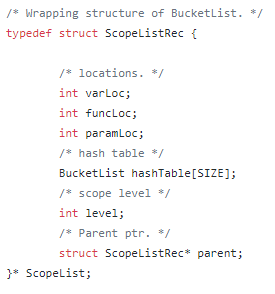 /* Wrapping structure of BucketList. */
typedef struct ScopeListRec {
/* locations. */
int varLoc;
int funcLoc;
int paramLoc;
/* hash table */
BucketList hashTable[SIZE];
/* scope level */
int level;
/* Parent ptr. */
struct ScopeListRec* parent;
}* ScopeList;